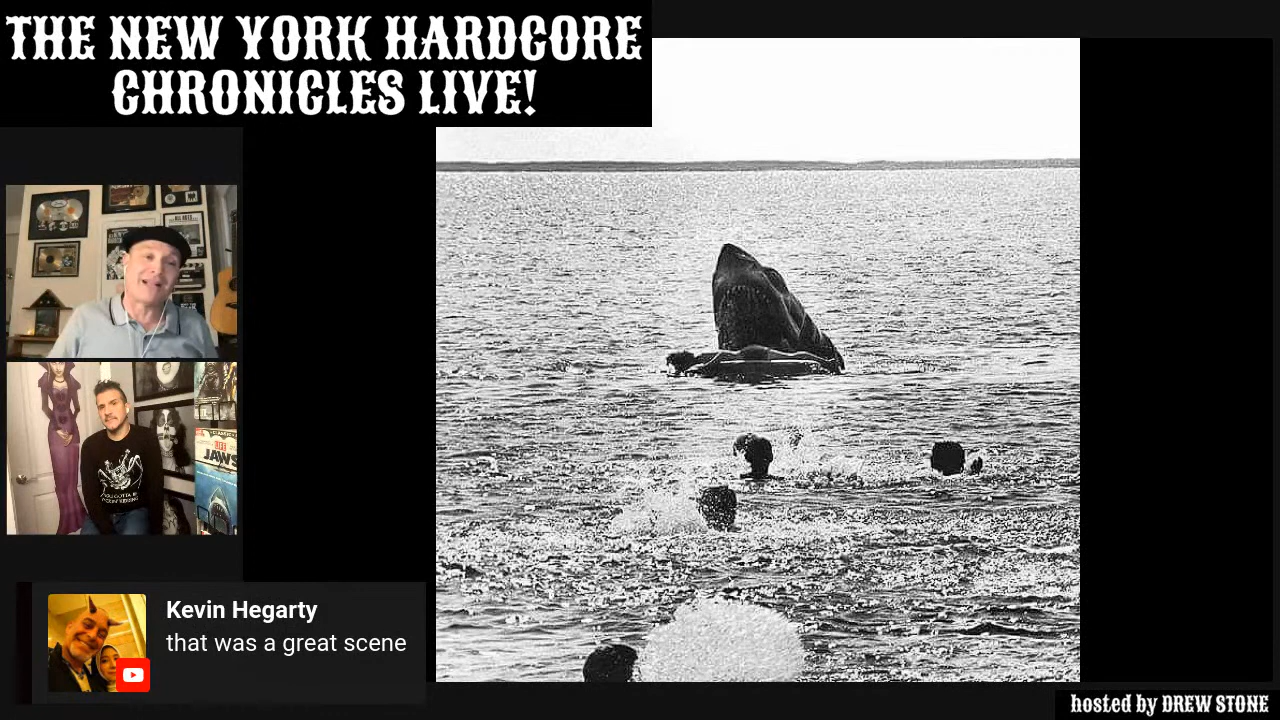 THE NEW YORK HARDCORE
CHRONICLES LIVE!
JAWS
Kevin Hegarty
that was a great scene
hosted by DREW STONE